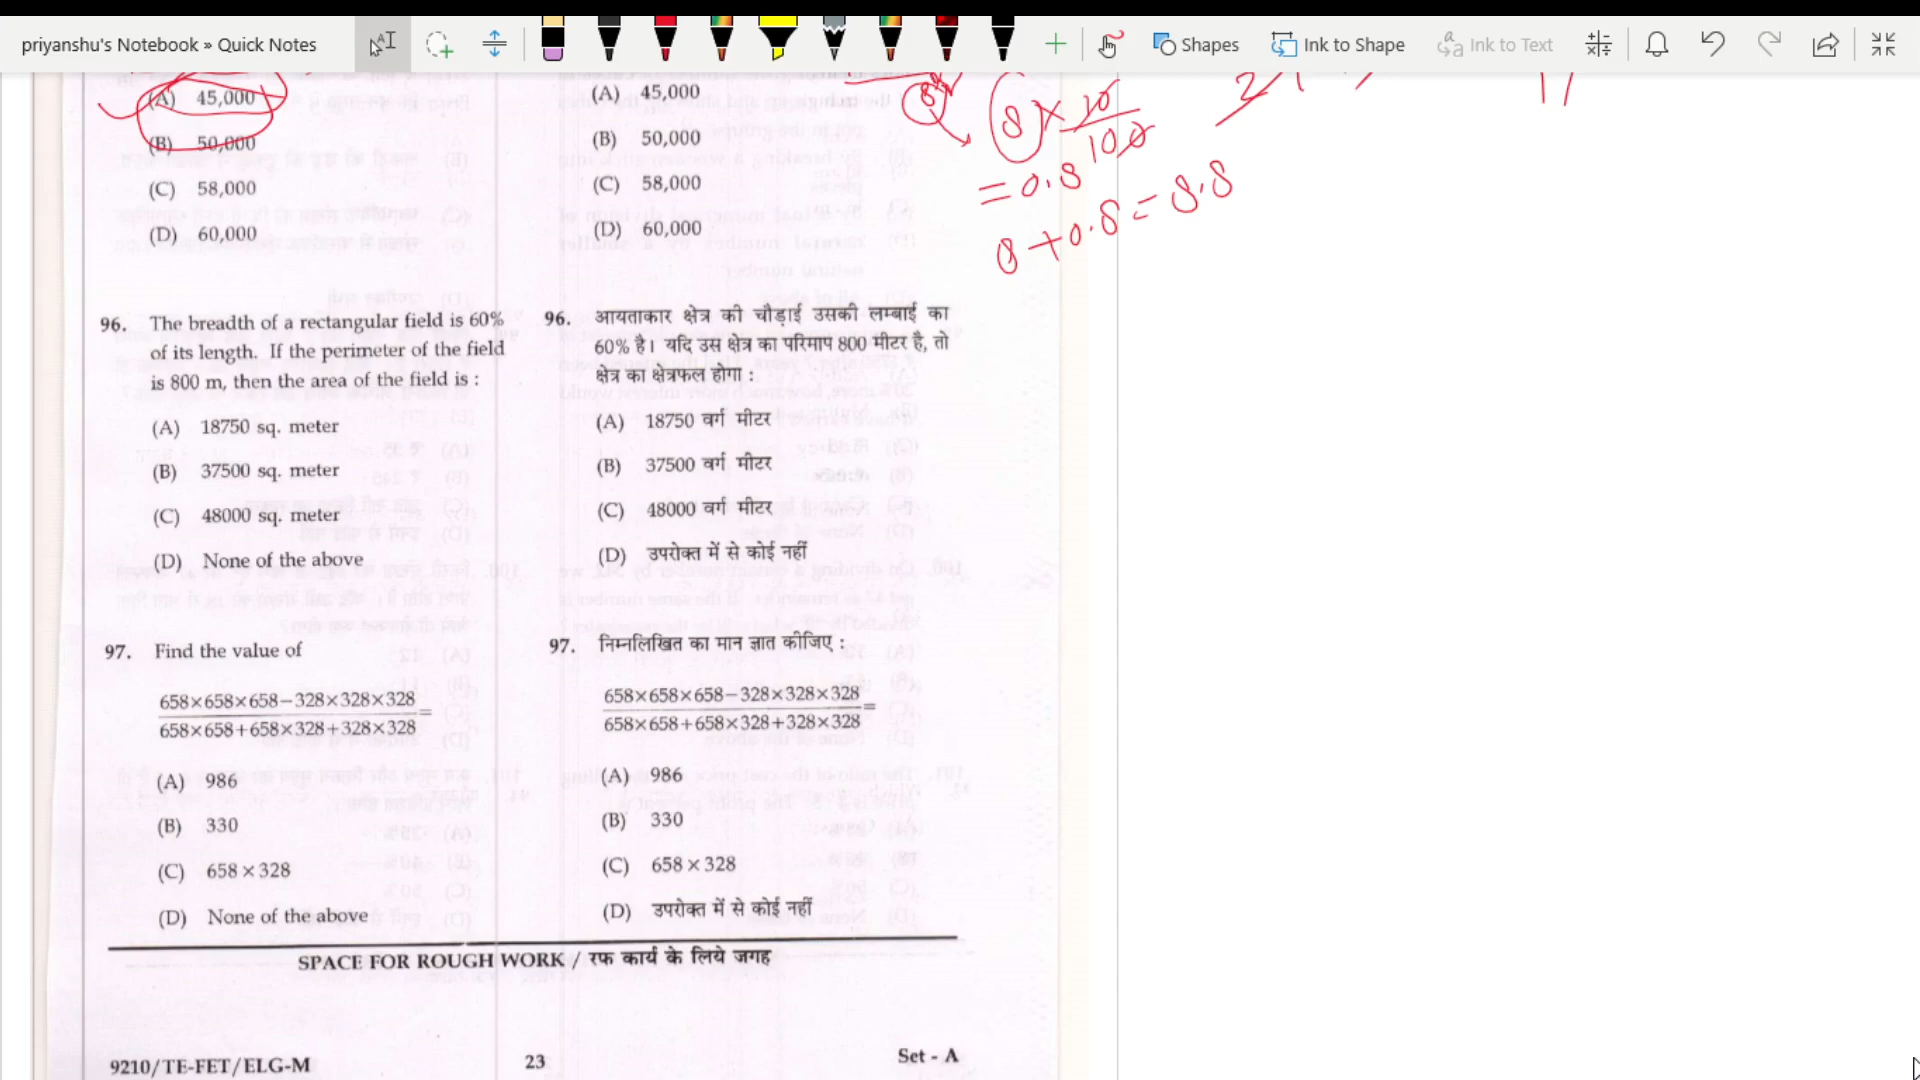 priyanshu's Notebook » Quick Notes
Shapes
Ink to Shape
Ink to Text
(A) 45,000
(B) 50,000
(C) 58,000
(D) 60,000
(A) 45,000
(B) 50,000
(C) 58,000
(D) 60,000
8 × 10
100
= 0.8
8 + 0.8 = 8.8
96. The breadth of a rectangular field is 60%
of its length. If the perimeter of the field
is 800 m, then the area of the field is :
(A) 18750 sq. meter
(B) 37500 sq. meter
(C) 48000 sq. meter
(D) None of the above
96. आयताकार क्षेत्र की चौड़ाई उसकी लम्बाई का
60% है। यदि उस क्षेत्र का परिमाप 800 मीटर है, तो
क्षेत्र का क्षेत्रफल होगा :
(A) 18750 वर्ग मीटर
(B) 37500 वर्ग मीटर
(C) 48000 वर्ग मीटर
(D) उपरोक्त में से कोई नहीं
97. Find the value of
658×658×658−328×328×328
658×658+658×328+328×328 =
(A) 986
(B) 330
(C) 658×328
(D) None of the above
97. निम्नलिखित का मान ज्ञात कीजिए :
658×658×658−328×328×328
658×658+658×328+328×328 =
(A) 986
(B) 330
(C) 658×328
(D) उपरोक्त में से कोई नहीं
SPACE FOR ROUGH WORK / रफ कार्य के लिये जगह
9210/TE-FET/ELG-M
23
Set - A